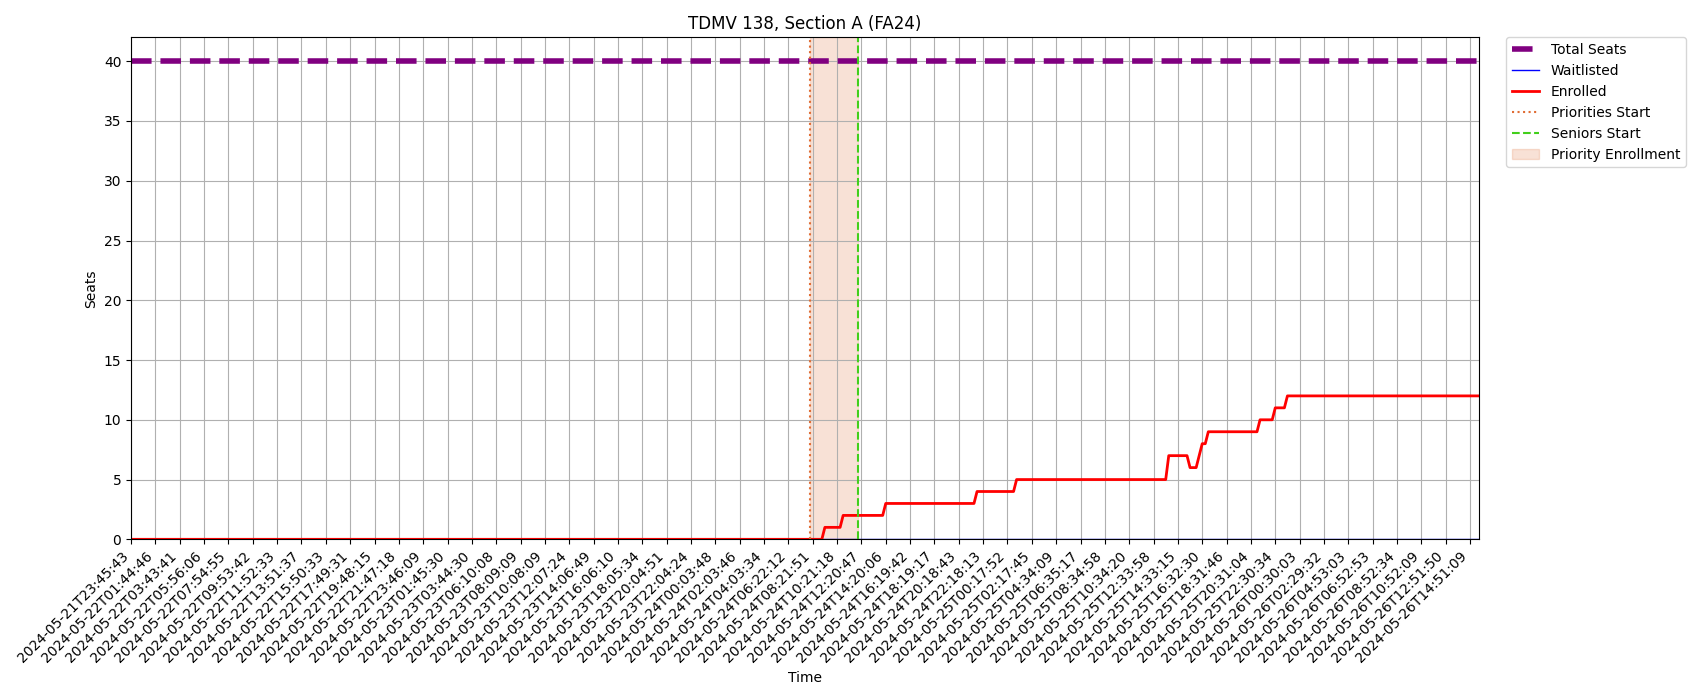 TDMV 138, Section A (FA24)
Total Seats
Waitlisted
Enrolled
Priorities Start
Seniors Start
Priority Enrollment
40
35
30
25
20
15
10
5
0
Seats
2024-05-21T23:45:43
2024-05-22T01:44:46
2024-05-22T03:43:41
2024-05-22T05:56:06
2024-05-22T07:54:55
2024-05-22T09:53:42
2024-05-22T11:52:33
2024-05-22T13:51:37
2024-05-22T15:50:33
2024-05-22T17:49:31
2024-05-22T19:48:15
2024-05-22T21:47:18
2024-05-22T23:46:09
2024-05-23T01:45:30
2024-05-23T03:44:30
2024-05-23T06:10:08
2024-05-23T08:09:09
2024-05-23T10:08:09
2024-05-23T12:07:24
2024-05-23T14:06:49
2024-05-23T16:06:10
2024-05-23T18:05:34
2024-05-23T20:04:51
2024-05-23T22:04:24
2024-05-24T00:03:48
2024-05-24T02:03:46
2024-05-24T04:03:34
2024-05-24T06:22:12
2024-05-24T08:21:51
2024-05-24T10:21:18
2024-05-24T12:20:47
2024-05-24T14:20:06
2024-05-24T16:19:42
2024-05-24T18:19:17
2024-05-24T20:18:43
2024-05-24T22:18:13
2024-05-25T00:17:52
2024-05-25T02:17:45
2024-05-25T04:34:09
2024-05-25T06:35:17
2024-05-25T08:34:58
2024-05-25T10:34:20
2024-05-25T12:33:58
2024-05-25T14:33:15
2024-05-25T16:32:30
2024-05-25T18:31:46
2024-05-25T20:31:04
2024-05-25T22:30:34
2024-05-26T00:30:03
2024-05-26T02:29:32
2024-05-26T04:53:03
2024-05-26T06:52:53
2024-05-26T08:52:34
2024-05-26T10:52:09
2024-05-26T12:51:50
2024-05-26T14:51:09
Time